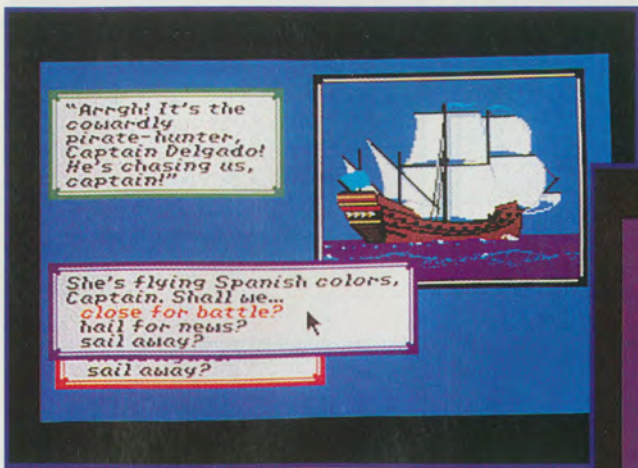 "Arrgh! It's the
cowardly
pirate-hunter,
Captain Delgado!
He's chasing us,
captain!"
She's flying Spanish colors,
Captain. Shall we...
close for battle?
hail for news?
sail away?
sail away?